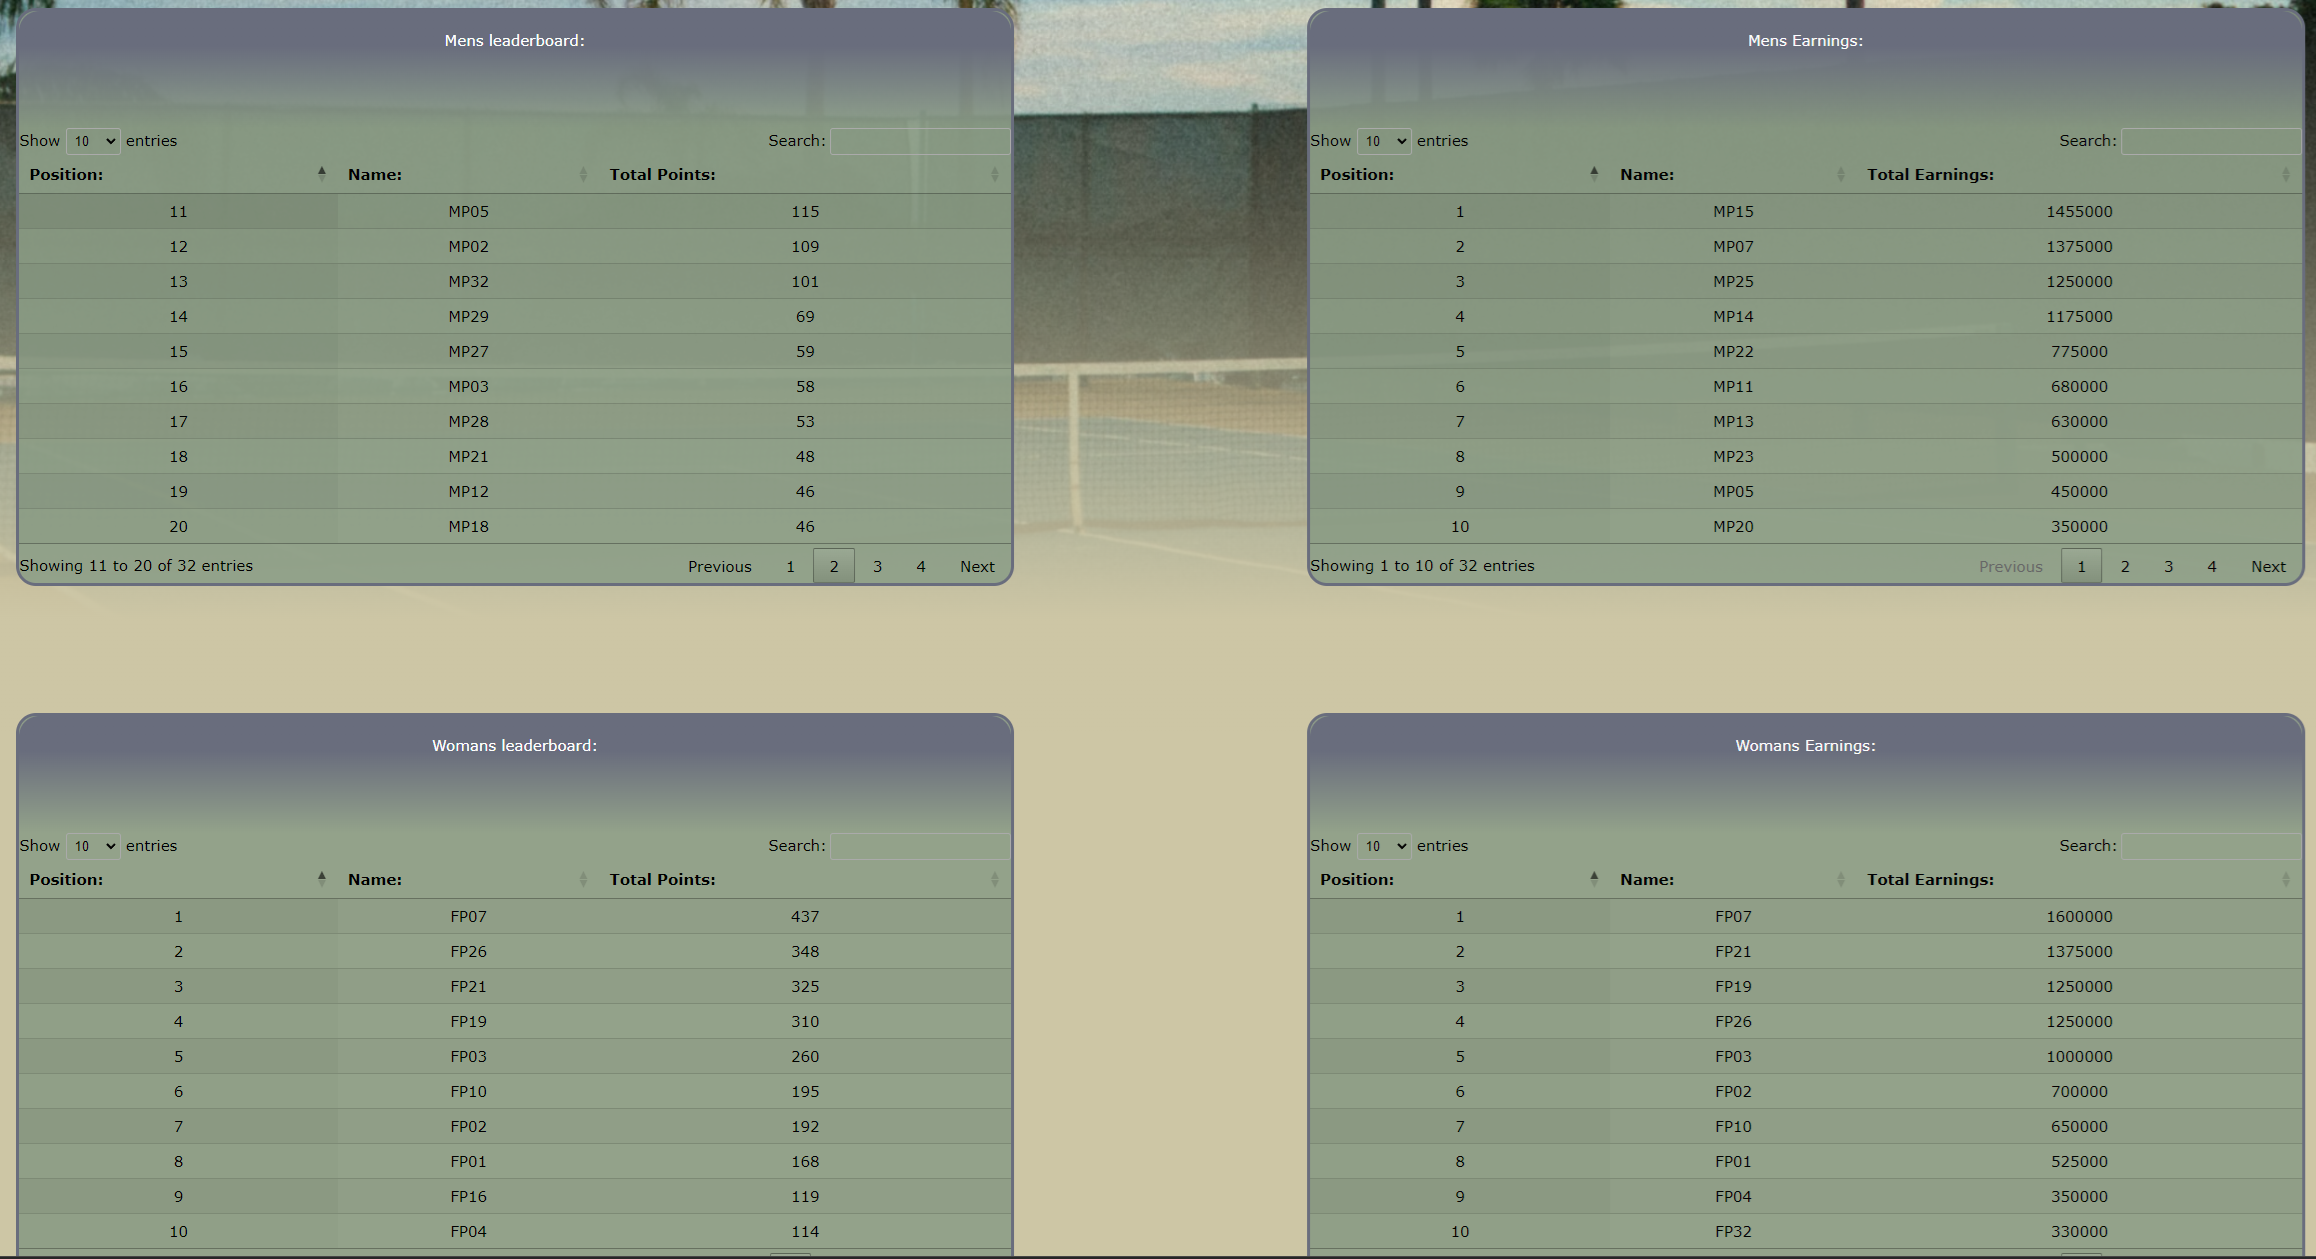 Mens leaderboard:
Show 10 entries
Search:
Position: Name: Total Points:
11 MP05 115
12 MP02 109
13 MP32 101
14 MP29 69
15 MP27 59
16 MP03 58
17 MP28 53
18 MP21 48
19 MP12 46
20 MP18 46
Showing 11 to 20 of 32 entries
Previous 1 2 3 4 Next
Mens Earnings:
Show 10 entries
Search:
Position: Name: Total Earnings:
1 MP15 1455000
2 MP07 1375000
3 MP25 1250000
4 MP14 1175000
5 MP22 775000
6 MP11 680000
7 MP13 630000
8 MP23 500000
9 MP05 450000
10 MP20 350000
Showing 1 to 10 of 32 entries
Previous 1 2 3 4 Next
Womans leaderboard:
Show 10 entries
Search:
Position: Name: Total Points:
1 FP07 437
2 FP26 348
3 FP21 325
4 FP19 310
5 FP03 260
6 FP10 195
7 FP02 192
8 FP01 168
9 FP16 119
10 FP04 114
Womans Earnings:
Show 10 entries
Search:
Position: Name: Total Earnings:
1 FP07 1600000
2 FP21 1375000
3 FP19 1250000
4 FP26 1250000
5 FP03 1000000
6 FP02 700000
7 FP10 650000
8 FP01 525000
9 FP04 350000
10 FP32 330000